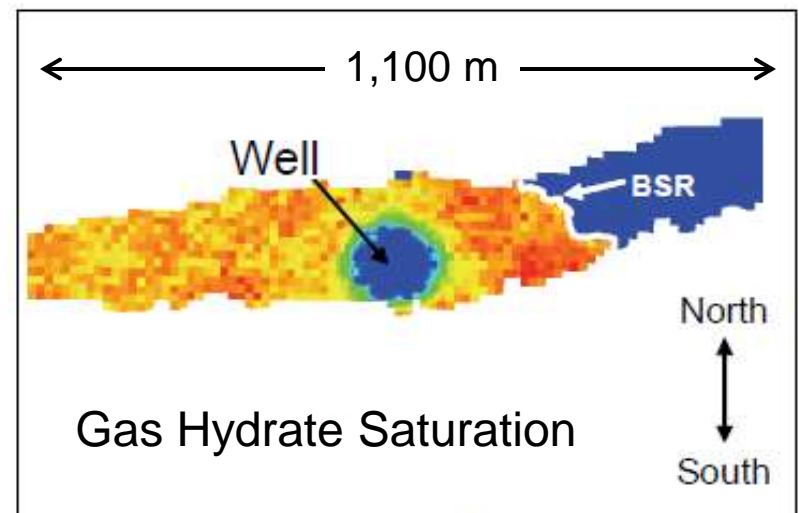 1,100 m
Well
BSR
North
South
Gas Hydrate Saturation